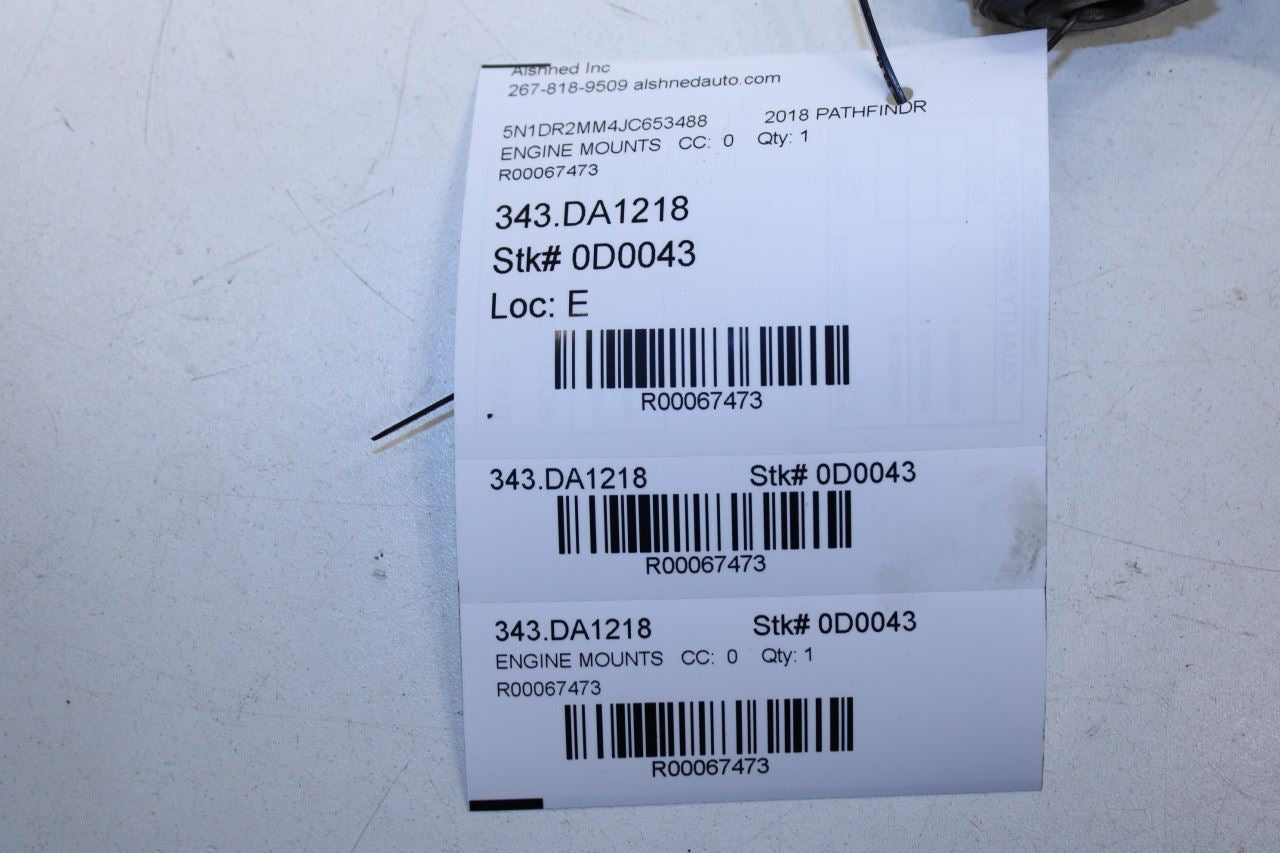 Alshned Inc
267-818-9509 alshnedauto.com
5N1DR2MM4JC653488 2018 PATHFINDR
ENGINE MOUNTS CC: 0 Qty: 1
R00067473
343.DA1218
Stk# 0D0043
Loc: E
R00067473
343.DA1218 Stk# 0D0043
R00067473
343.DA1218 Stk# 0D0043
ENGINE MOUNTS CC: 0 Qty: 1
R00067473
R00067473